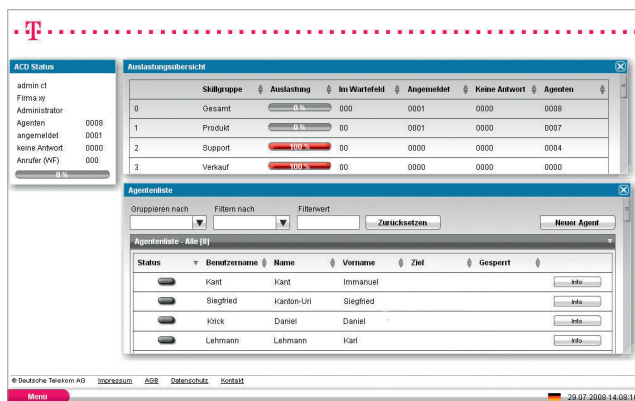 T
ACD Status
admin ct
Firma xy
Administrator
Agenten 0008
angemeldet 0001
keine Antwort 0000
Anrufer (WF) 000
0 %
Auslastungsübersicht
Skillgruppe Auslastung Im Wartefeld Angemeldet Keine Antwort Agenten
0 Gesamt 0 % 000 0001 0000 0008
1 Produkt 0 % 00 0001 0000 0007
2 Support 100 % 00 0000 0000 0004
3 Verkauf 100 % 00 0000 0000 0000
Agentenliste
Gruppieren nach Filtern nach Filterwert
Zurücksetzen Neuer Agent
Agentenliste - Alle [8]
Status Benutzername Name Vorname Ziel Gesperrt
Kant Kant Immanuel Info
Siegfried Kanton-Uri Siegfried Info
Krick Daniel Daniel Info
Lehmann Lehmann Karl Info
© Deutsche Telekom AG Impressum AGB Datenschutz Kontakt
Menü 29.07.2008 14:08:16